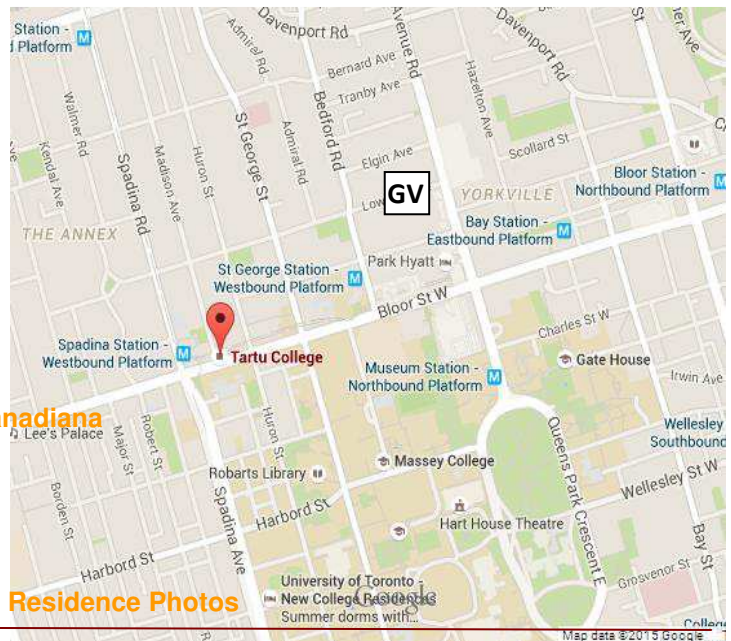 Station -
d Platform
Davenport Rd
Admiral Rd
Avenue Rd
Bernard Ave
Tranby Ave
Hazelton Ave
Davenport Rd
Bedford Rd
Walmer Rd
Kendal Ave
Spadina Rd
Madison Ave
Huron St
St George St
Admiral Rd
Elgin Ave
Scollard St
Low
GV
YORKVILLE
Bloor Station -
Northbound Platform
THE ANNEX
Bay Station -
Eastbound Platform
Park Hyatt
St George Station -
Westbound Platform
Bloor St W
Charles St W
Spadina Station -
Westbound Platform
Tartu College
Gate House
Museum Station -
Northbound Platform
Irwin Ave
anadiana
Lee's Palace
Major St
Robert St
Huron St
Wellesley
Southbound
Queens Park Crescent E
Massey College
Robarts Library
Wellesley St W
Borden St
Spadina Ave
Harbord St
Hart House Theatre
Bay St
Harbord St
Grosvenor St
University of Toronto -
New College Residences
Summer dorms with...
Google
Residence Photos
College
Map data ©2015 Google